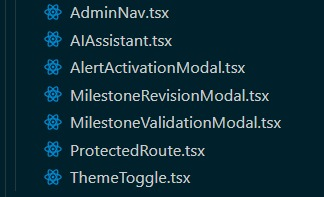 AdminNav.tsx
AIAssistant.tsx
AlertActivationModal.tsx
MilestoneRevisionModal.tsx
MilestoneValidationModal.tsx
ProtectedRoute.tsx
ThemeToggle.tsx